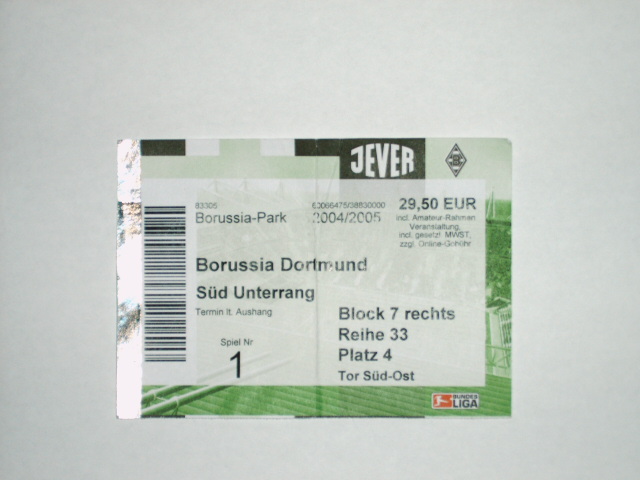 JEVER
83305 60066475/38830000 29,50 EUR
Borussia-Park 2004/2005
incl. Amateur-Rahmen
Veranstaltung,
incl. gesetzl. MWST,
zzgl. Online-Gebühr
Borussia Dortmund
Süd Unterrang
Termin lt. Aushang
Block 7 rechts
Reihe 33
Spiel Nr
1
Platz 4
Tor Süd-Ost
BUNDES
LIGA